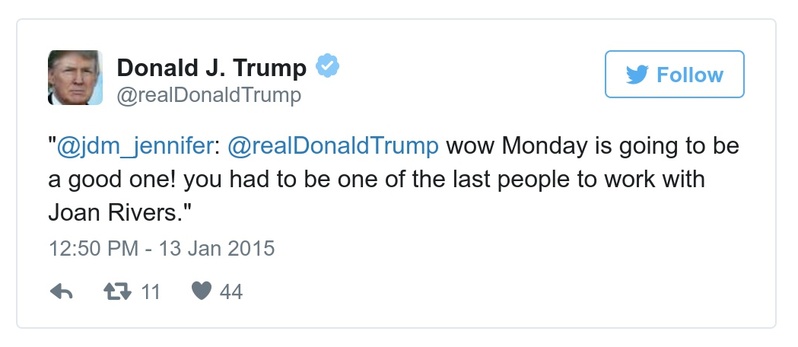 Donald J. Trump
Follow
@realDonaldTrump
"@jdm_jennifer: @realDonaldTrump wow Monday is going to be
a good one! you had to be one of the last people to work with
Joan Rivers."
12:50 PM - 13 Jan 2015
11 44